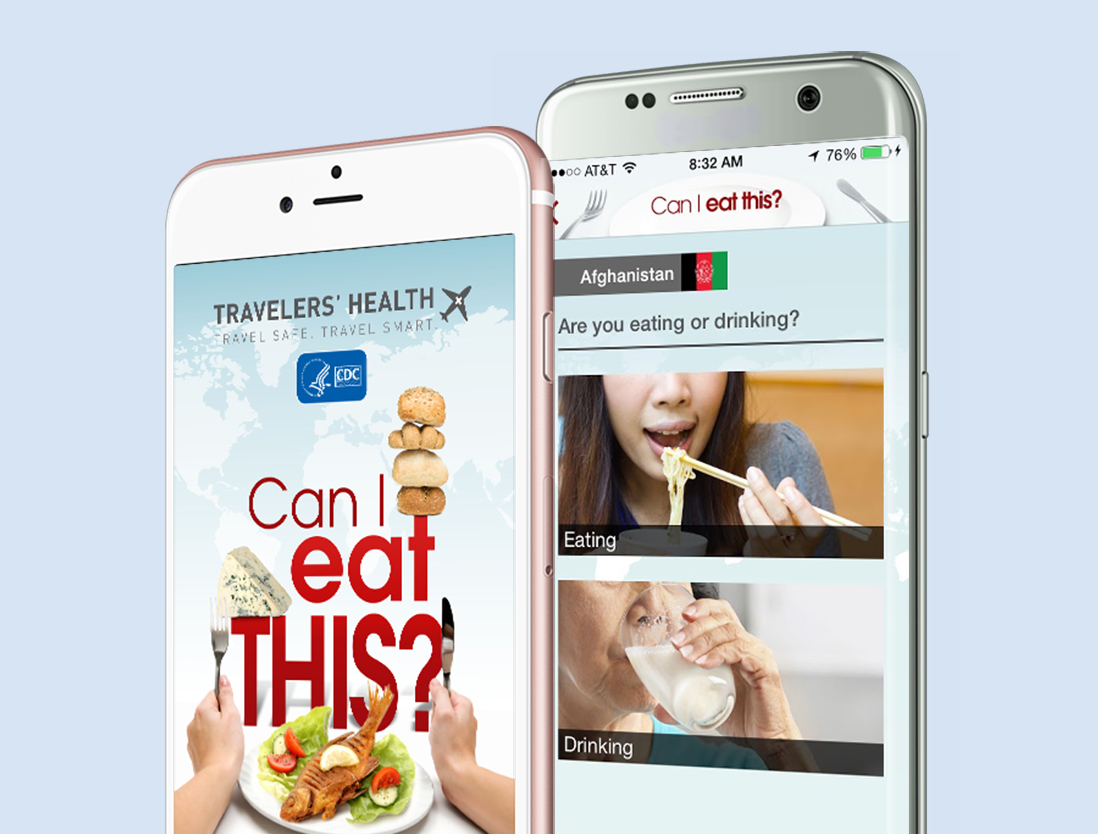 TRAVELERS' HEALTH
TRAVEL SAFE. TRAVEL SMART.
CDC
Can I
eat
THIS?
AT&T
8:32 AM
76%
Can I eat this?
Afghanistan
Are you eating or drinking?
Eating
Drinking